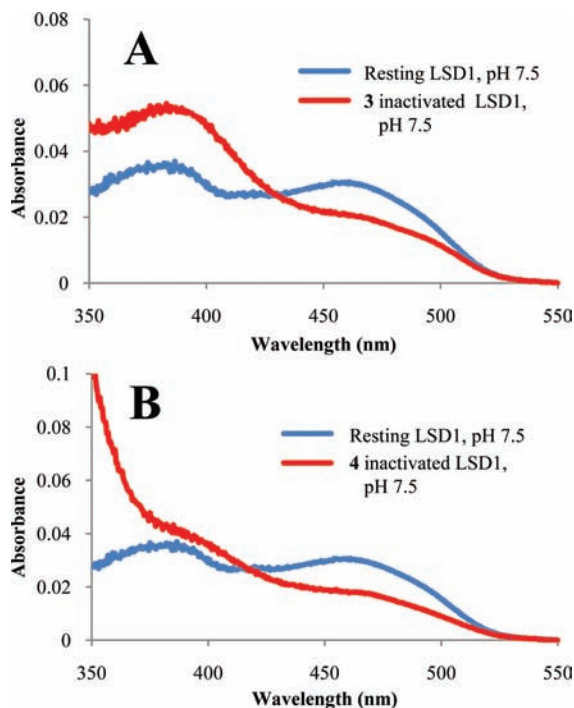 0.08
A
Resting LSD1, pH 7.5
0.06
3 inactivated LSD1,
pH 7.5
Absorbance
0.04
0.02
0
350 400 450 500 550
Wavelength (nm)
0.1
B
Resting LSD1, pH 7.5
0.08
4 inactivated LSD1,
pH 7.5
0.06
Absorbance
0.04
0.02
0
350 400 450 500 550
Wavelength (nm)